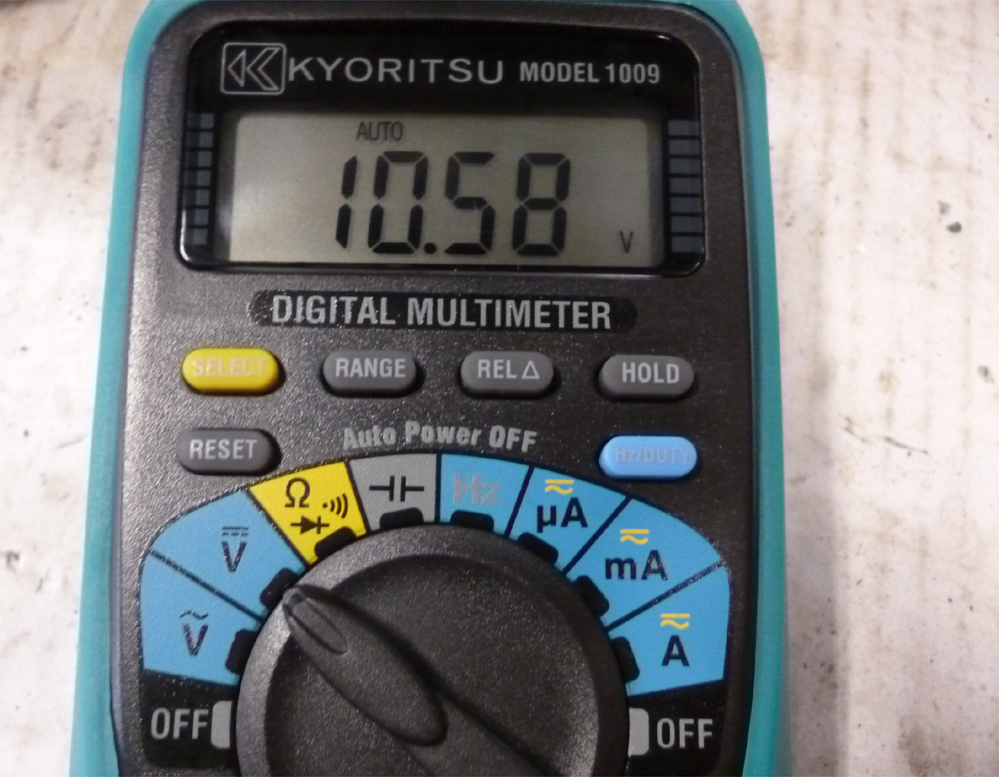 KYORITSU MODEL 1009
AUTO
10.58 V
DIGITAL MULTIMETER
SELECT RANGE REL △ HOLD
RESET Auto Power OFF Hz/DUTY
Ω Hz μA
V mA
V A
OFF OFF